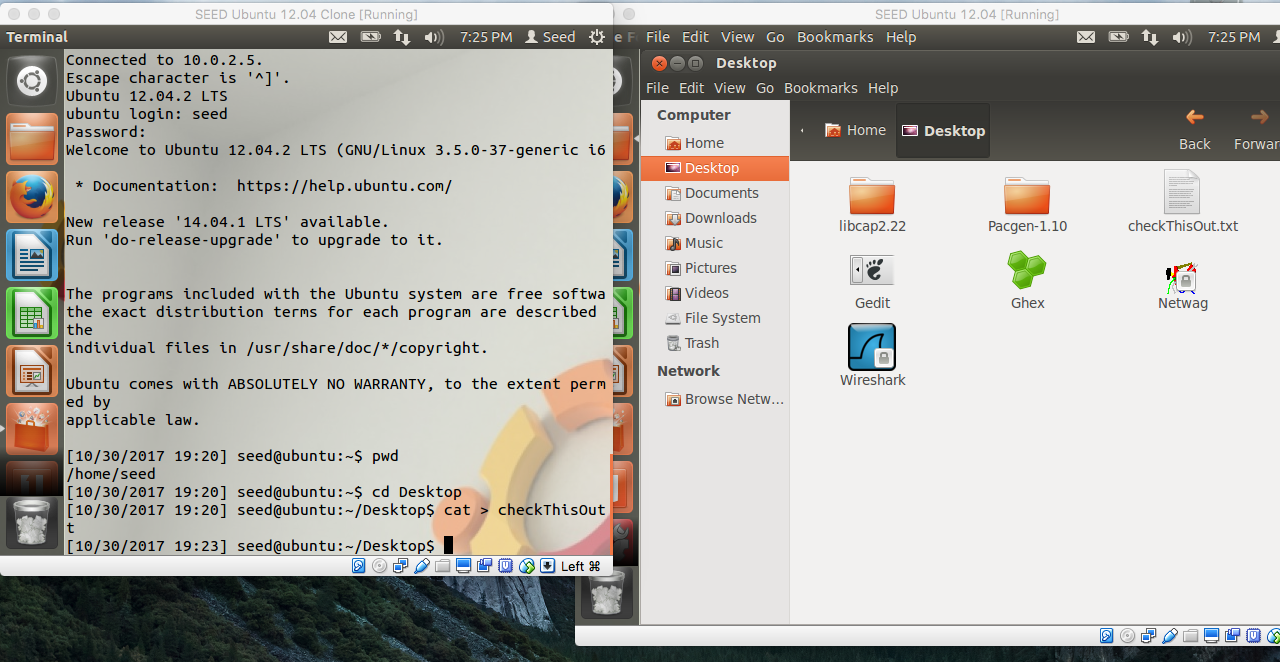 SEED Ubuntu 12.04 Clone [Running]
Terminal
7:25 PM
Seed
Connected to 10.0.2.5.
Escape character is '^]'.
Ubuntu 12.04.2 LTS
ubuntu login: seed
Password:
Welcome to Ubuntu 12.04.2 LTS (GNU/Linux 3.5.0-37-generic i6
* Documentation:  https://help.ubuntu.com/
New release '14.04.1 LTS' available.
Run 'do-release-upgrade' to upgrade to it.
The programs included with the Ubuntu system are free softwa
the exact distribution terms for each program are described
the
individual files in /usr/share/doc/*/copyright.
Ubuntu comes with ABSOLUTELY NO WARRANTY, to the extent perm
ed by
applicable law.
[10/30/2017 19:20] seed@ubuntu:~$ pwd
/home/seed
[10/30/2017 19:20] seed@ubuntu:~$ cd Desktop
[10/30/2017 19:20] seed@ubuntu:~/Desktop$ cat > checkThisOut
t
[10/30/2017 19:23] seed@ubuntu:~/Desktop$
Left ⌘
SEED Ubuntu 12.04 [Running]
e F File Edit View Go Bookmarks Help
7:25 PM
Desktop
File Edit View Go Bookmarks Help
Computer
Home
Desktop
Documents
Downloads
Music
Pictures
Videos
File System
Trash
Network
Browse Netw...
Home
Desktop
Back
Forwar
libcap2.22
Pacgen-1.10
checkThisOut.txt
Gedit
Ghex
Netwag
Wireshark